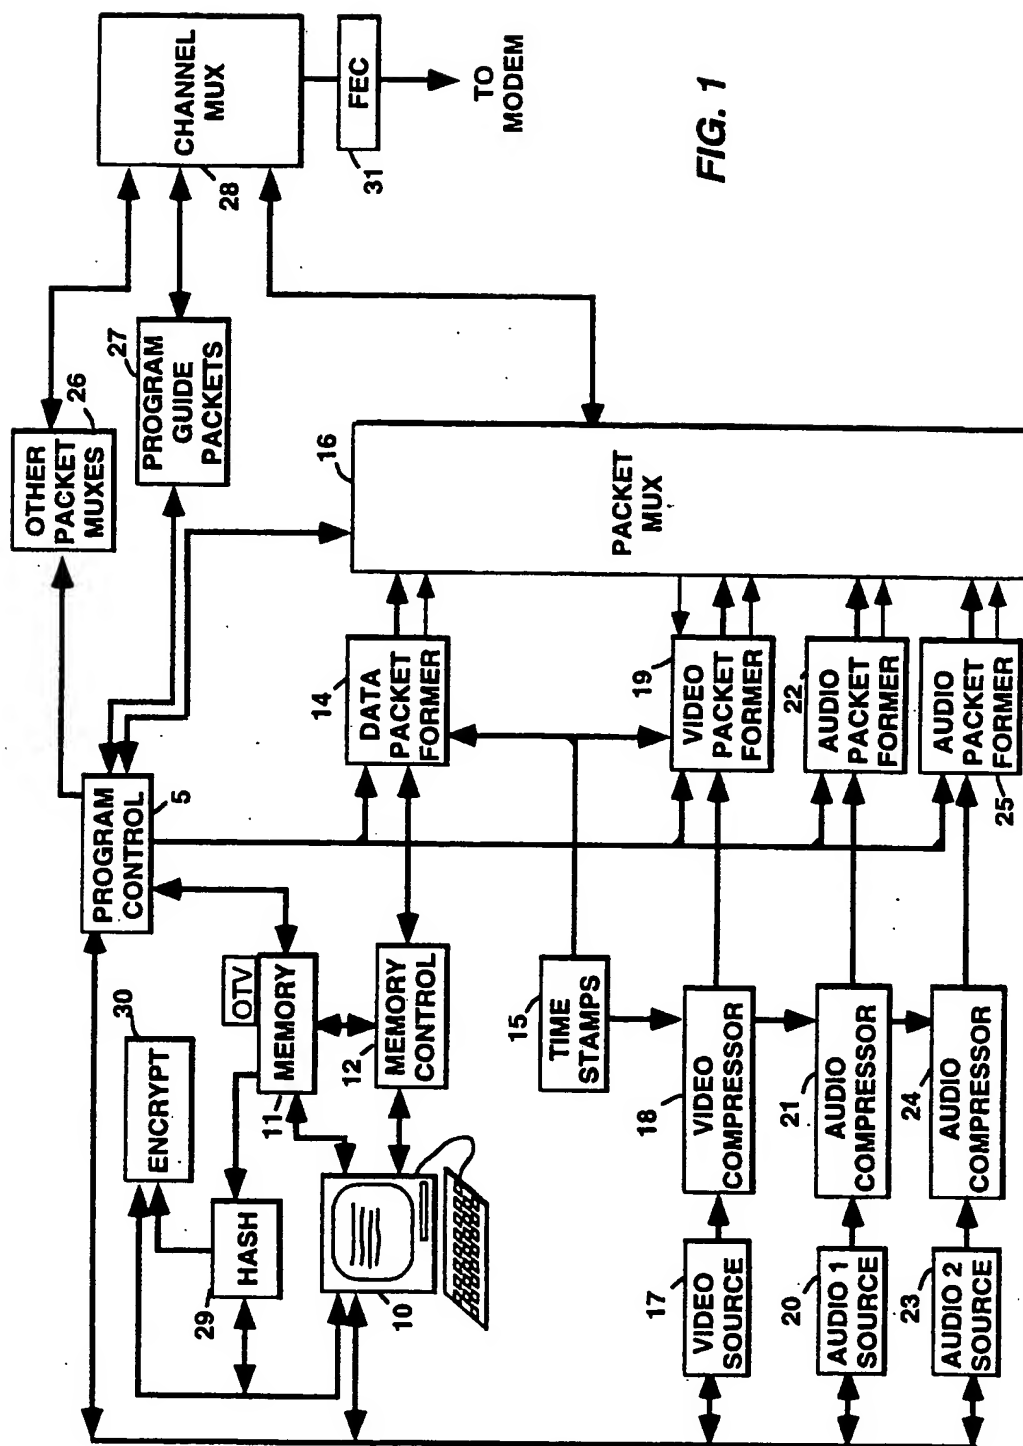 FIG. 1
PROGRAM
CONTROL
5
OTHER
PACKET
MUXES
26
PROGRAM
GUIDE
PACKETS
27
CHANNEL
MUX
28
FEC
31
TO
MODEM
ENCRYPT
30
HASH
29
OTV
MEMORY
11
MEMORY
CONTROL
12
10
DATA
PACKET
FORMER
14
TIME
STAMPS
15
PACKET
MUX
16
VIDEO
SOURCE
17
VIDEO
COMPRESSOR
18
VIDEO
PACKET
FORMER
19
AUDIO 1
SOURCE
20
AUDIO
COMPRESSOR
21
AUDIO
PACKET
FORMER
22
AUDIO 2
SOURCE
23
AUDIO
COMPRESSOR
24
AUDIO
PACKET
FORMER
25